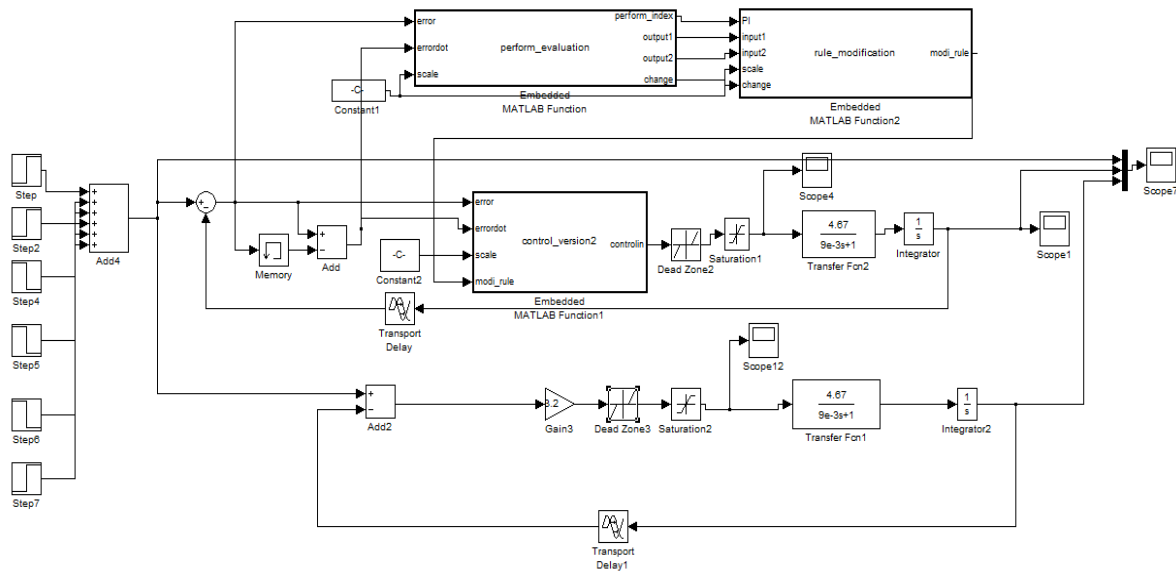 error
errordot
scale
perform_evaluation
perform_index
output1
output2
change
PI
input1
input2
scale
change
rule_modification
modi_rule
-C-
Constant1
Embedded
MATLAB Function
Embedded
MATLAB Function2
Step
Step2
Step4
Step5
Step6
Step7
+
+
+
+
+
+
Add4
+
−
Memory
+
−
Add
-C-
Constant2
error
errordot
scale
modi_rule
control_version2
controlin
Embedded
MATLAB Function1
Dead Zone2
Saturation1
Scope4
4.67
9e-3s+1
Transfer Fcn2
1
s
Integrator
Scope1
Scope7
Transport
Delay
+
−
Add2
3.2
Gain3
Dead Zone3
Saturation2
Scope12
4.67
9e-3s+1
Transfer Fcn1
1
s
Integrator2
Transport
Delay1